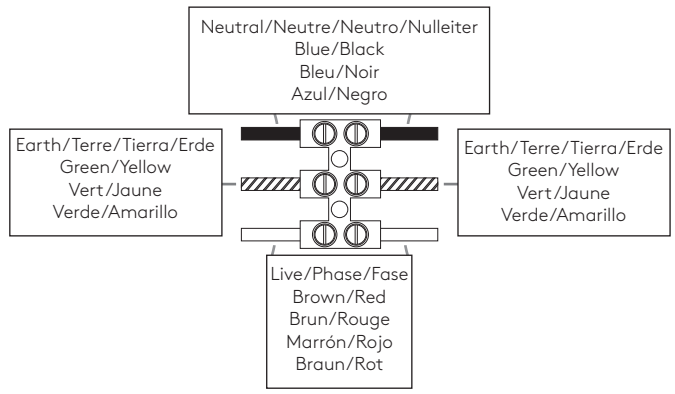 Neutral/Neutre/Neutro/Nulleiter
Blue/Black
Bleu/Noir
Azul/Negro
Earth/Terre/Tierra/Erde
Green/Yellow
Vert/Jaune
Verde/Amarillo
Earth/Terre/Tierra/Erde
Green/Yellow
Vert/Jaune
Verde/Amarillo
Live/Phase/Fase
Brown/Red
Brun/Rouge
Marrón/Rojo
Braun/Rot